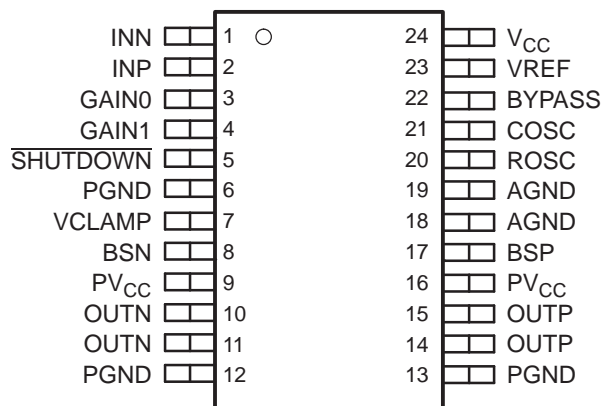 INN 1 24 VCC
INP 2 23 VREF
GAIN0 3 22 BYPASS
GAIN1 4 21 COSC
SHUTDOWN 5 20 ROSC
PGND 6 19 AGND
VCLAMP 7 18 AGND
BSN 8 17 BSP
PVCC 9 16 PVCC
OUTN 10 15 OUTP
OUTN 11 14 OUTP
PGND 12 13 PGND